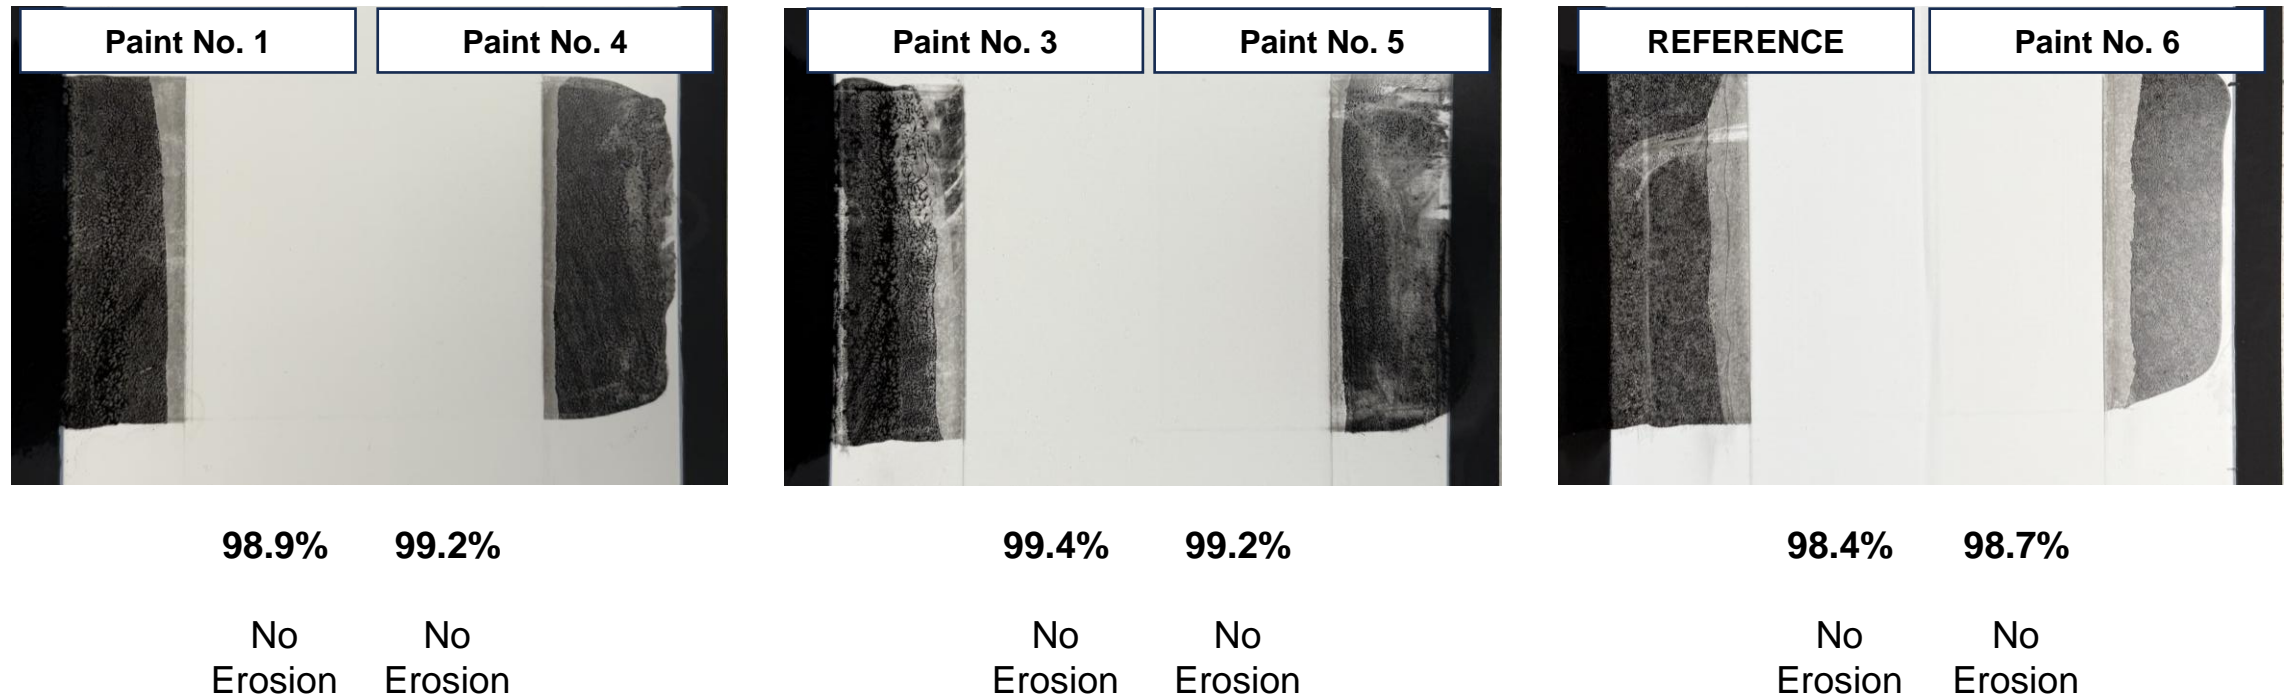 Paint No. 1
Paint No. 4
Paint No. 3
Paint No. 5
REFERENCE
Paint No. 6
98.9%
99.2%
99.4%
99.2%
98.4%
98.7%
No
Erosion
No
Erosion
No
Erosion
No
Erosion
No
Erosion
No
Erosion